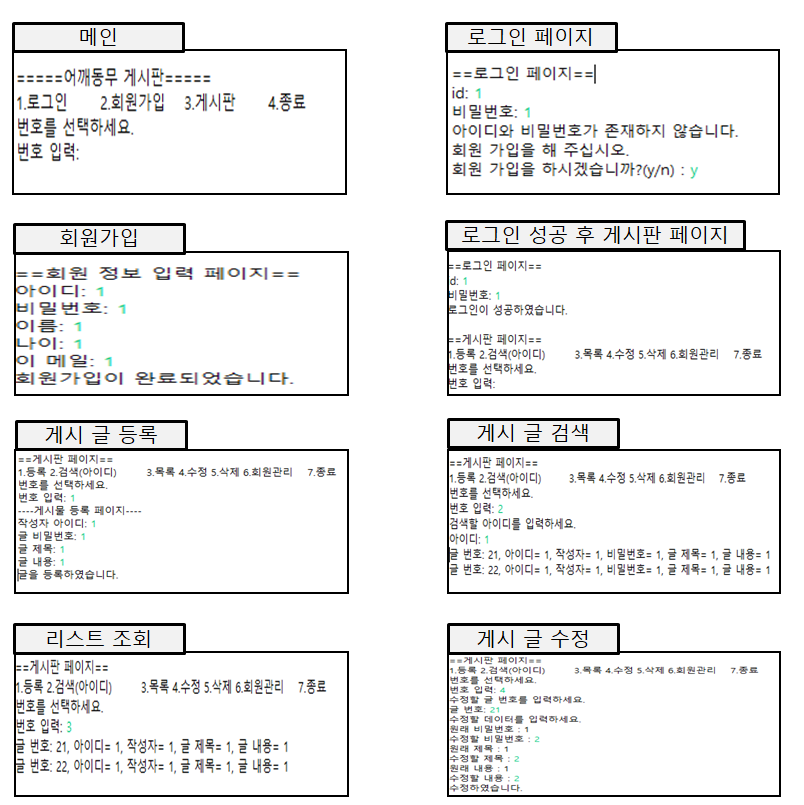 메인
=====어깨동무 게시판=====
1.로그인 2.회원가입 3.게시판 4.종료
번호를 선택하세요.
번호 입력:
로그인 페이지
==로그인 페이지==
id: 1
비밀번호: 1
아이디와 비밀번호가 존재하지 않습니다.
회원 가입을 해 주십시오.
회원 가입을 하시겠습니까?(y/n) : y
회원가입
==회원 정보 입력 페이지==
아이디: 1
비밀번호: 1
이름: 1
나이: 1
이 메일: 1
회원가입이 완료되었습니다.
로그인 성공 후 게시판 페이지
==로그인 페이지==
id: 1
비밀번호: 1
로그인이 성공하였습니다.
==게시판 페이지==
1.등록 2.검색(아이디) 3.목록 4.수정 5.삭제 6.회원관리 7.종료
번호를 선택하세요.
번호 입력:
게시 글 등록
==게시판 페이지==
1.등록 2.검색(아이디) 3.목록 4.수정 5.삭제 6.회원관리 7.종료
번호를 선택하세요.
번호 입력: 1
----게시물 등록 페이지----
작성자 아이디: 1
글 비밀번호: 1
글 제목: 1
글 내용: 1
글을 등록하였습니다.
게시 글 검색
==게시판 페이지==
1.등록 2.검색(아이디) 3.목록 4.수정 5.삭제 6.회원관리 7.종료
번호를 선택하세요.
번호 입력: 2
검색할 아이디를 입력하세요.
아이디: 1
글 번호: 21, 아이디= 1, 작성자= 1, 비밀번호= 1, 글 제목= 1, 글 내용= 1
글 번호: 22, 아이디= 1, 작성자= 1, 비밀번호= 1, 글 제목= 1, 글 내용= 1
리스트 조회
==게시판 페이지==
1.등록 2.검색(아이디) 3.목록 4.수정 5.삭제 6.회원관리 7.종료
번호를 선택하세요.
번호 입력: 3
글 번호: 21, 아이디= 1, 작성자= 1, 글 제목= 1, 글 내용= 1
글 번호: 22, 아이디= 1, 작성자= 1, 글 제목= 1, 글 내용= 1
게시 글 수정
==게시판 페이지==
1.등록 2.검색(아이디) 3.목록 4.수정 5.삭제 6.회원관리 7.종료
번호를 선택하세요.
번호 입력: 4
수정할 글 번호를 입력하세요.
글 번호: 21
수정할 데이터를 입력하세요.
원래 비밀번호 : 1
수정할 비밀번호 : 2
원래 제목 : 1
수정할 제목 : 2
원래 내용 : 1
수정할 내용 : 2
수정하였습니다.